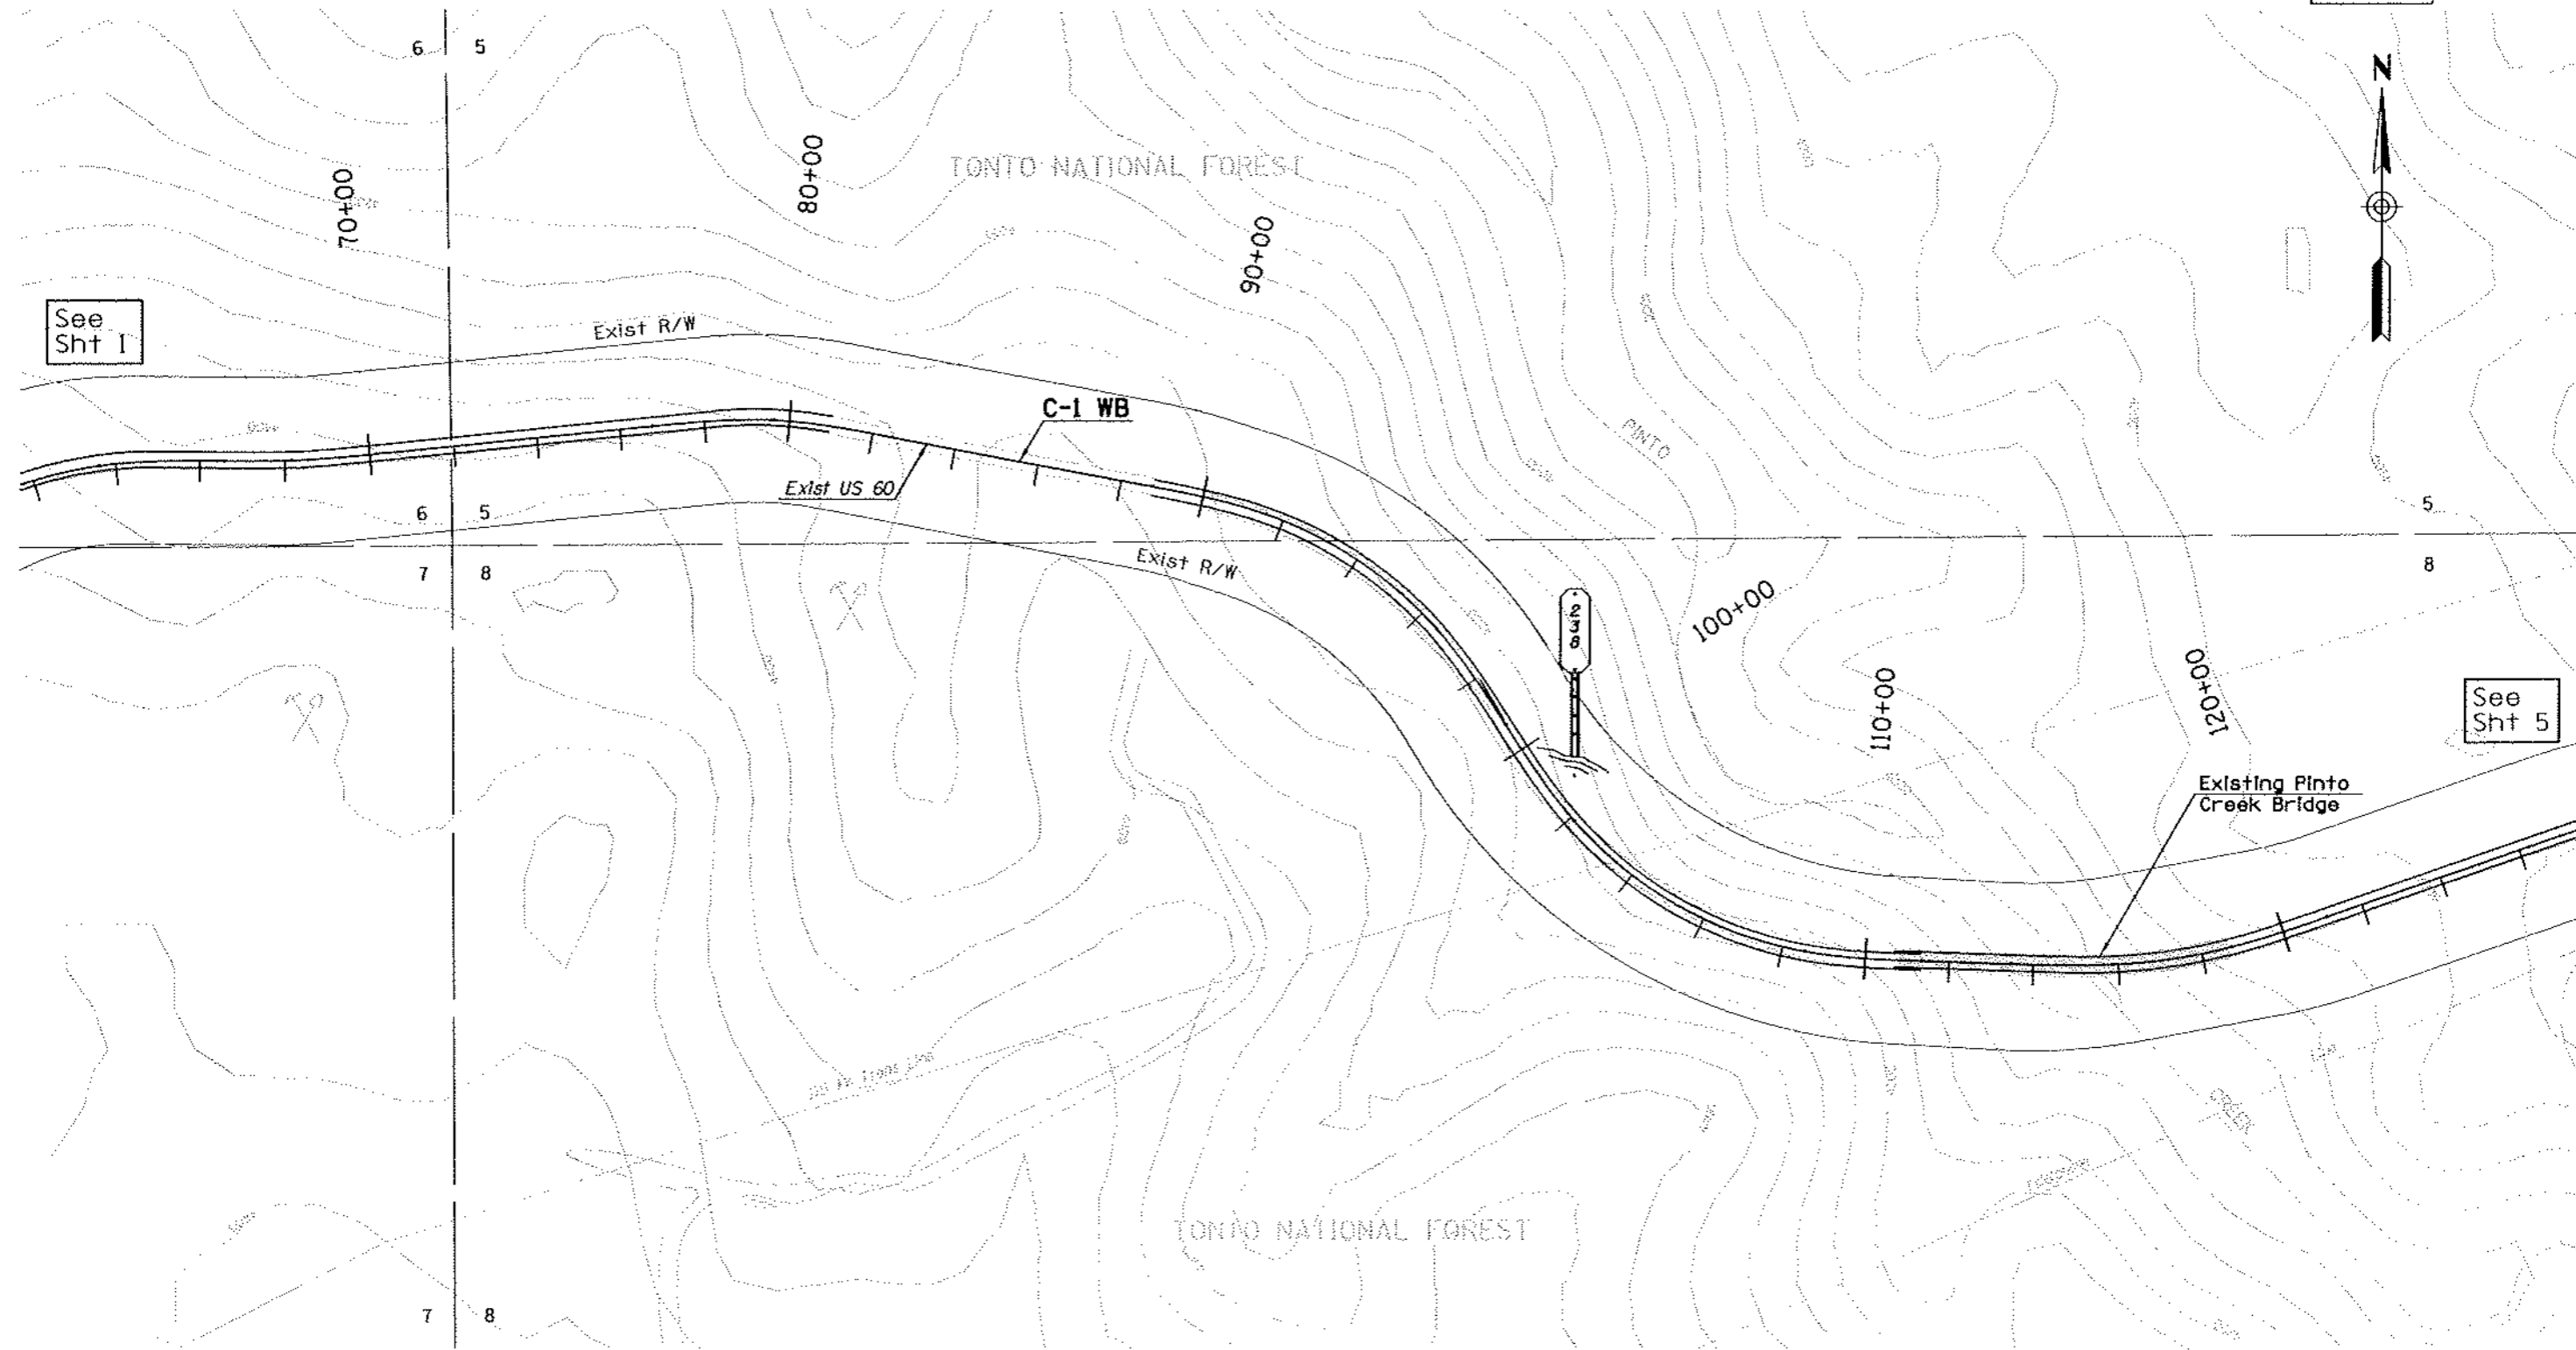 6 5
N
80+00
TONTO NATIONAL FOREST
70+00
90+00
See
Sht 1
Exist R/W
C-1 WB
PINTO
Exist US 60
6 5
5
Exist R/W
7 8
8
2
3
8
100+00
110+00
120+00
See
Sht 5
Existing Pinto
Creek Bridge
CREEK
TONTO NATIONAL FOREST
7 8